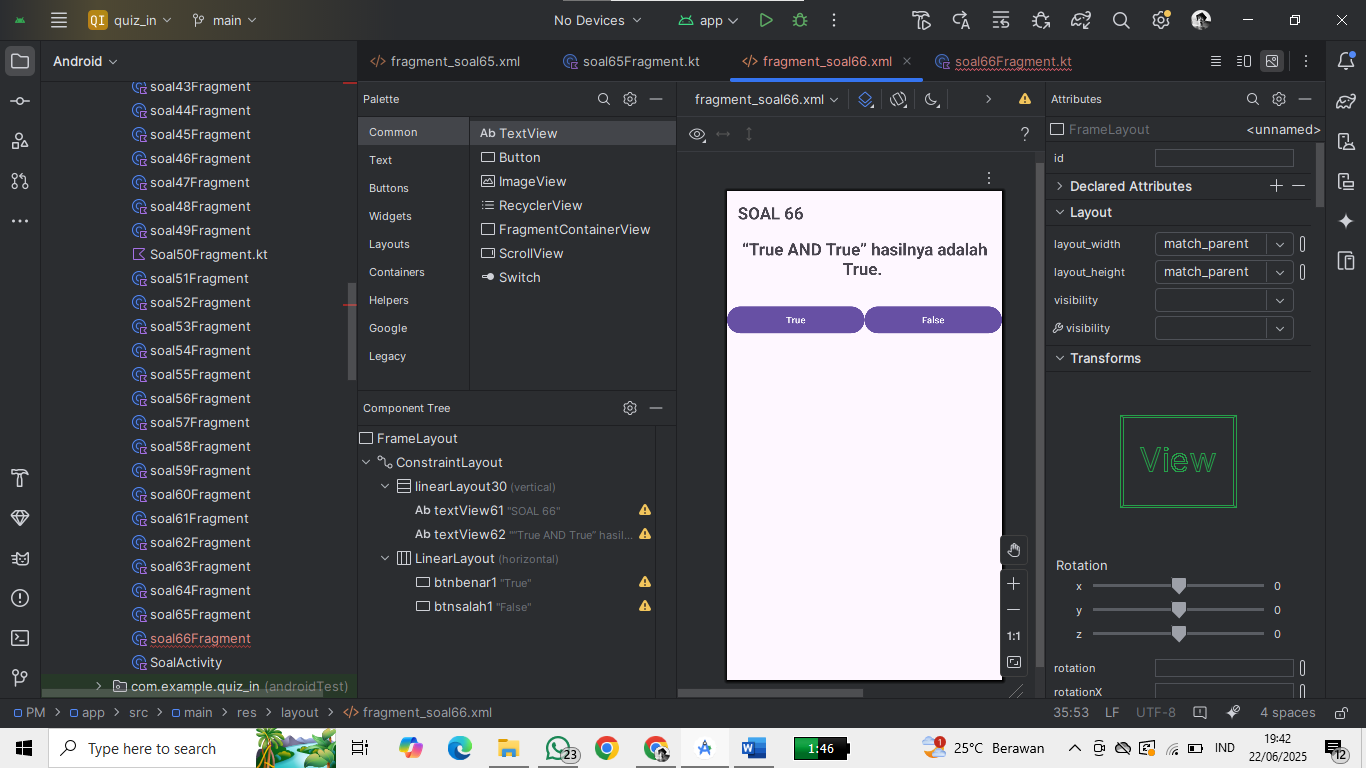 QI quiz_in main No Devices app
Android
soal43Fragment
soal44Fragment
soal45Fragment
soal46Fragment
soal47Fragment
soal48Fragment
soal49Fragment
Soal50Fragment.kt
soal51Fragment
soal52Fragment
soal53Fragment
soal54Fragment
soal55Fragment
soal56Fragment
soal57Fragment
soal58Fragment
soal59Fragment
soal60Fragment
soal61Fragment
soal62Fragment
soal63Fragment
soal64Fragment
soal65Fragment
soal66Fragment
SoalActivity
com.example.quiz_in (androidTest)
fragment_soal65.xml soal65Fragment.kt fragment_soal66.xml soal66Fragment.kt
Palette
Common
Text
Buttons
Widgets
Layouts
Containers
Helpers
Google
Legacy
Ab TextView
Button
ImageView
RecyclerView
FragmentContainerView
ScrollView
Switch
Component Tree
FrameLayout
ConstraintLayout
linearLayout30 (vertical)
Ab textView61 "SOAL 66"
Ab textView62 "“True AND True” hasil...
LinearLayout (horizontal)
btnbenar1 "True"
btnsalah1 "False"
fragment_soal66.xml
?
SOAL 66
“True AND True” hasilnya adalah
True.
True False
1:1
Attributes
FrameLayout <unnamed>
id
Declared Attributes
Layout
layout_width match_parent
layout_height match_parent
visibility
visibility
Transforms
View
Rotation
x 0
y 0
z 0
rotation
rotationX
PM > app > src > main > res > layout > fragment_soal66.xml
35:53 LF UTF-8 4 spaces
Type here to search
23
1:46
1
25°C Berawan
IND
19:42
22/06/2025
12